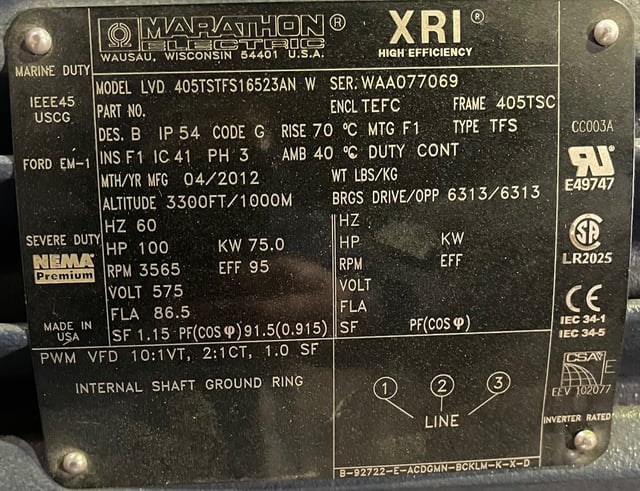 MARATHON® XRI®
ELECTRIC HIGH EFFICIENCY
WAUSAU, WISCONSIN 54401 U.S.A.
MARINE DUTY
IEEE45
USCG
FORD EM-1
SEVERE DUTY
NEMA
Premium
MADE IN
USA
MODEL LVD 405TSTFS16523AN W SER. WAA077069
PART NO. ENCL TEFC FRAME 405TSC
DES. B IP 54 CODE G RISE 70 °C MTG F1 TYPE TFS
INS F1 IC 41 PH 3 AMB 40 °C DUTY CONT
MTH/YR MFG 04/2012 WT LBS/KG
ALTITUDE 3300FT/1000M BRGS DRIVE/OPP 6313/6313
HZ 60 HZ
HP 100 KW 75.0 HP KW
RPM 3565 EFF 95 RPM EFF
VOLT 575 VOLT
FLA 86.5 FLA
SF 1.15 PF(COS φ) 91.5(0.915) SF PF(COS φ)
PWM VFD 10:1VT, 2:1CT, 1.0 SF
INTERNAL SHAFT GROUND RING
1 2 3
LINE
B-92722-E-ACDGMN-BCKLM-K-X-D
CC003A
UR
E49747
SA
LR2025
CE
IEC 34-1
IEC 34-5
CSA
E
EEV 102077
INVERTER RATED